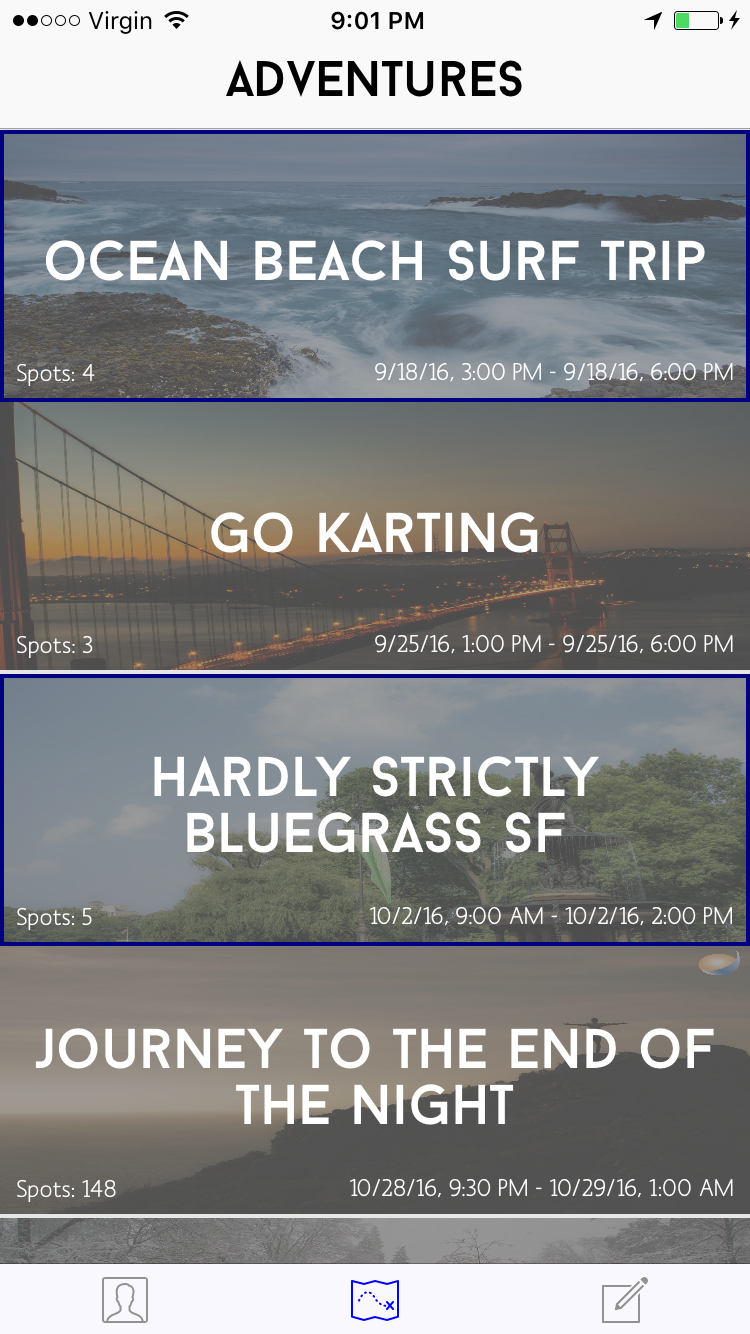 Virgin 9:01 PM
ADVENTURES
OCEAN BEACH SURF TRIP
Spots: 4 9/18/16, 3:00 PM - 9/18/16, 6:00 PM
GO KARTING
Spots: 3 9/25/16, 1:00 PM - 9/25/16, 6:00 PM
HARDLY STRICTLY
BLUEGRASS SF
Spots: 5 10/2/16, 9:00 AM - 10/2/16, 2:00 PM
JOURNEY TO THE END OF
THE NIGHT
Spots: 148 10/28/16, 9:30 PM - 10/29/16, 1:00 AM